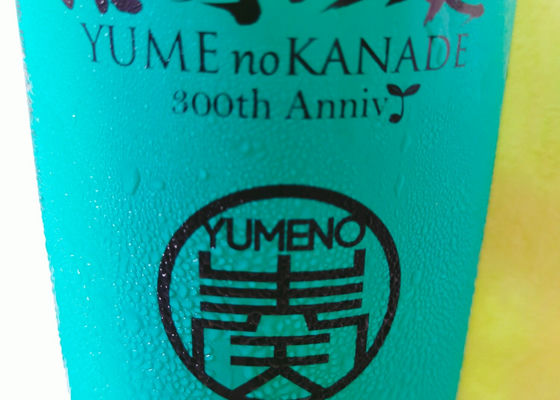 YUME no KANADE
300th Anniv
YUMENO
奏